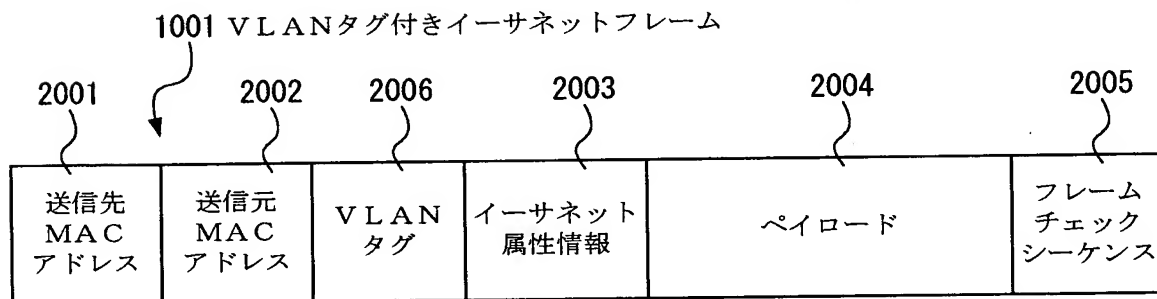 1001 VLANタグ付きイーサネットフレーム
2001 2002 2006 2003 2004 2005
送信先
MAC
アドレス
送信元
MAC
アドレス
VLAN
タグ
イーサネット
属性情報
ペイロード
フレーム
チェック
シーケンス